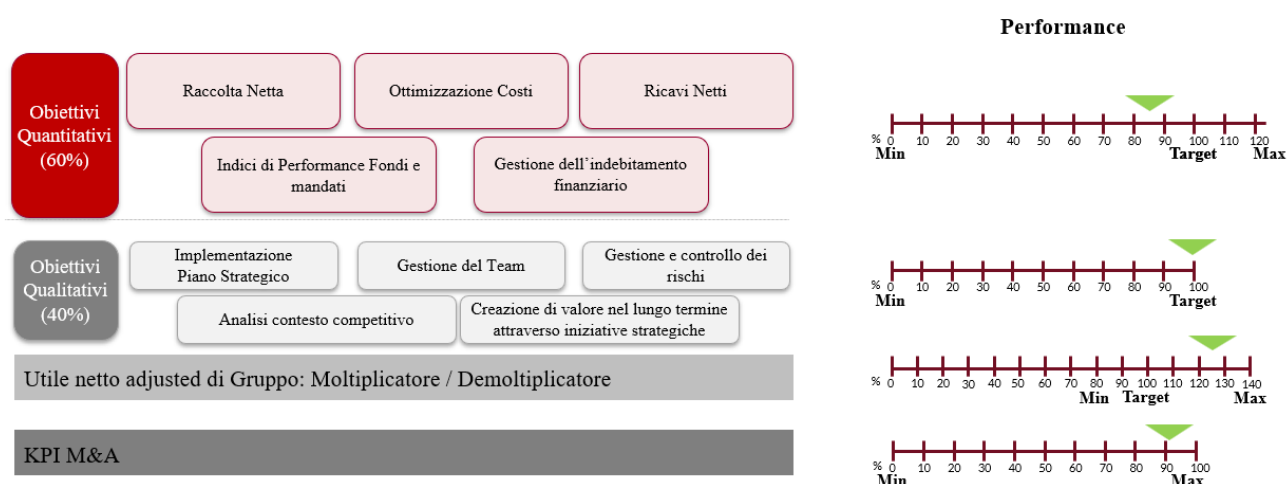 Performance
Obiettivi
Quantitativi
(60%)
Raccolta Netta
Ottimizzazione Costi
Ricavi Netti
Indici di Performance Fondi e
mandati
Gestione dell’indebitamento
finanziario
% 0 10 20 30 40 50 60 70 80 90 100 110 120
Min Target Max
Obiettivi
Qualitativi
(40%)
Implementazione
Piano Strategico
Gestione del Team
Gestione e controllo dei
rischi
Analisi contesto competitivo
Creazione di valore nel lungo termine
attraverso iniziative strategiche
% 0 10 20 30 40 50 60 70 80 90 100
Min Target
Utile netto adjusted di Gruppo: Moltiplicatore / Demoltiplicatore
% 0 10 20 30 40 50 60 70 80 90 100 110 120 130 140
Min Target Max
KPI M&A
% 0 10 20 30 40 50 60 70 80 90 100
Min Max